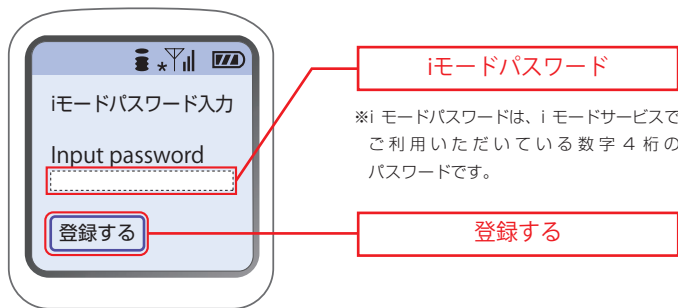 iモードパスワード入力
Input password
登録する
iモードパスワード
※i モードパスワードは、i モードサービスで
ご利用いただいている数字 4 桁の
パスワードです。
登録する